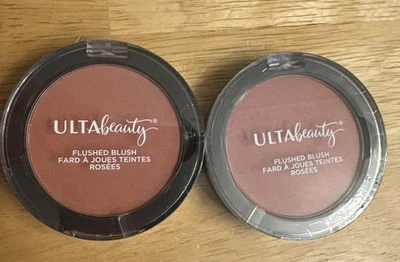 ULTAbeauty®
FLUSHED BLUSH
FARD À JOUES TEINTES
ROSÉES
ULTAbeauty®
FLUSHED BLUSH
FARD À JOUES TEINTES
ROSÉES